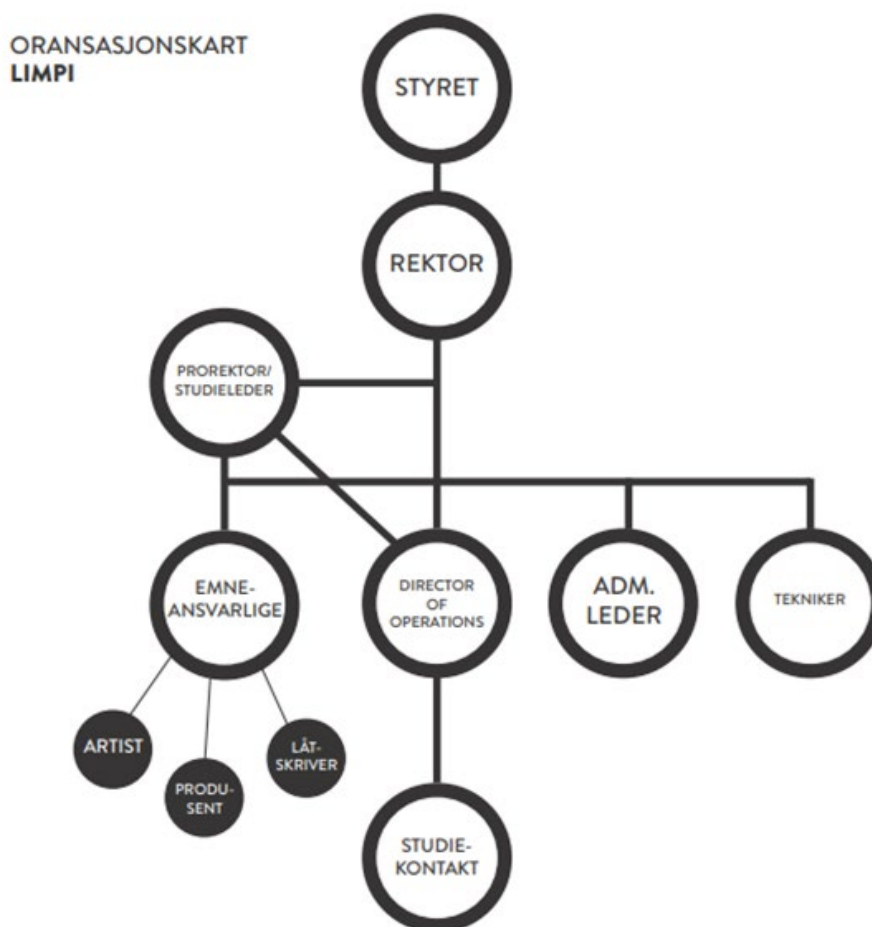 ORANSASJONSKART
LIMPI
STYRET
REKTOR
PROREKTOR/
STUDIELEDER
EMNE-
ANSVARLIGE
DIRECTOR
OF
OPERATIONS
ADM.
LEDER
TEKNIKER
ARTIST
PRODU-
SENT
LÅT-
SKRIVER
STUDIE-
KONTAKT